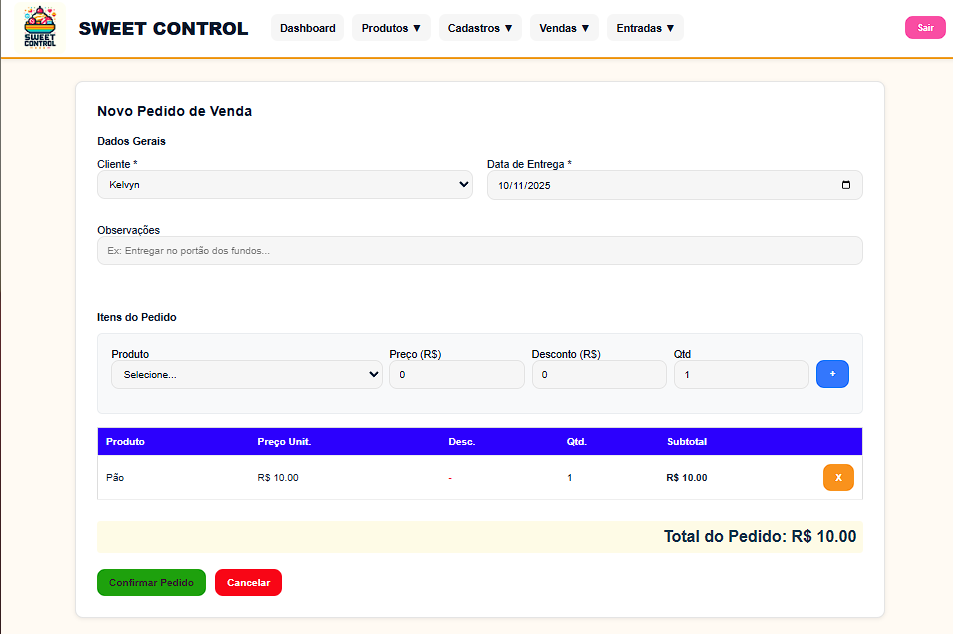 SWEET CONTROL
SWEET CONTROL Dashboard Produtos ▼ Cadastros ▼ Vendas ▼ Entradas ▼ Sair
Novo Pedido de Venda
Dados Gerais
Cliente * Data de Entrega *
Kelvyn 10/11/2025
Observações
Ex: Entregar no portão dos fundos...
Itens do Pedido
Produto Preço (R$) Desconto (R$) Qtd
Selecione... 0 0 1 +
Produto Preço Unit. Desc. Qtd. Subtotal
Pão R$ 10.00 - 1 R$ 10.00 X
Total do Pedido: R$ 10.00
Confirmar Pedido Cancelar